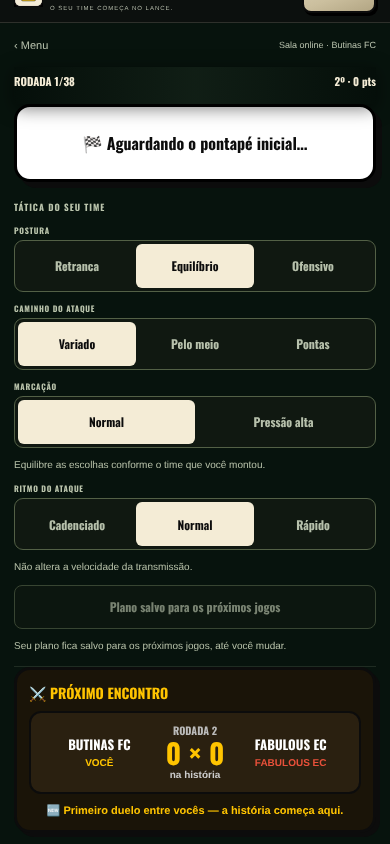 O SEU TIME COMEÇA NO LANCE.
‹ Menu
Sala online · Butinas FC
RODADA 1/38
2º · 0 pts
🏁 Aguardando o pontapé inicial...
TÁTICA DO SEU TIME
POSTURA
Retranca Equilíbrio Ofensivo
CAMINHO DO ATAQUE
Variado Pelo meio Pontas
MARCAÇÃO
Normal Pressão alta
Equilibre as escolhas conforme o time que você montou.
RITMO DO ATAQUE
Cadenciado Normal Rápido
Não altera a velocidade da transmissão.
Plano salvo para os próximos jogos
Seu plano fica salvo para os próximos jogos, até você mudar.
⚔️ PRÓXIMO ENCONTRO
RODADA 2
BUTINAS FC 0 × 0 FABULOUS EC
VOCÊ FABULOUS EC
na história
🆕 Primeiro duelo entre vocês — a história começa aqui.